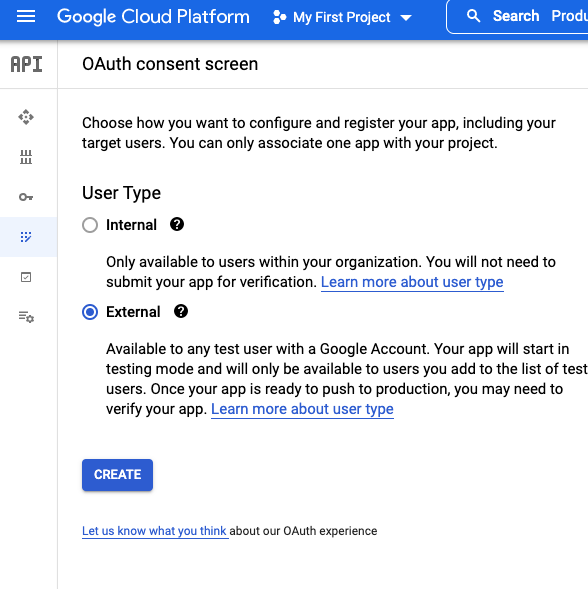 Google Cloud Platform My First Project Search Produ
API OAuth consent screen
Choose how you want to configure and register your app, including your
target users. You can only associate one app with your project.
User Type
Internal
Only available to users within your organization. You will not need to
submit your app for verification. Learn more about user type
External
Available to any test user with a Google Account. Your app will start in
testing mode and will only be available to users you add to the list of test
users. Once your app is ready to push to production, you may need to
verify your app. Learn more about user type
CREATE
Let us know what you think about our OAuth experience